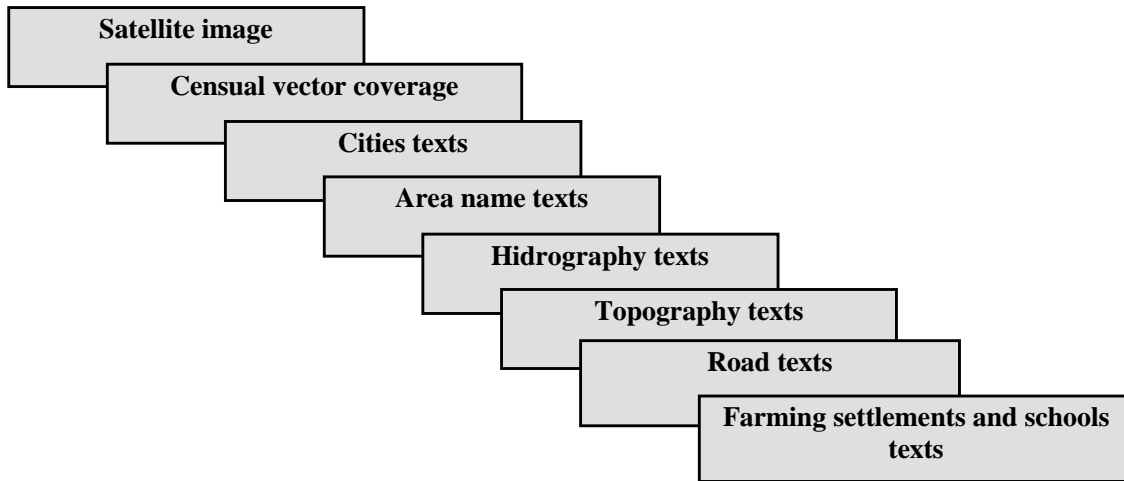 Satellite image
Censual vector coverage
Cities texts
Area name texts
Hidrography texts
Topography texts
Road texts
Farming settlements and schools
texts